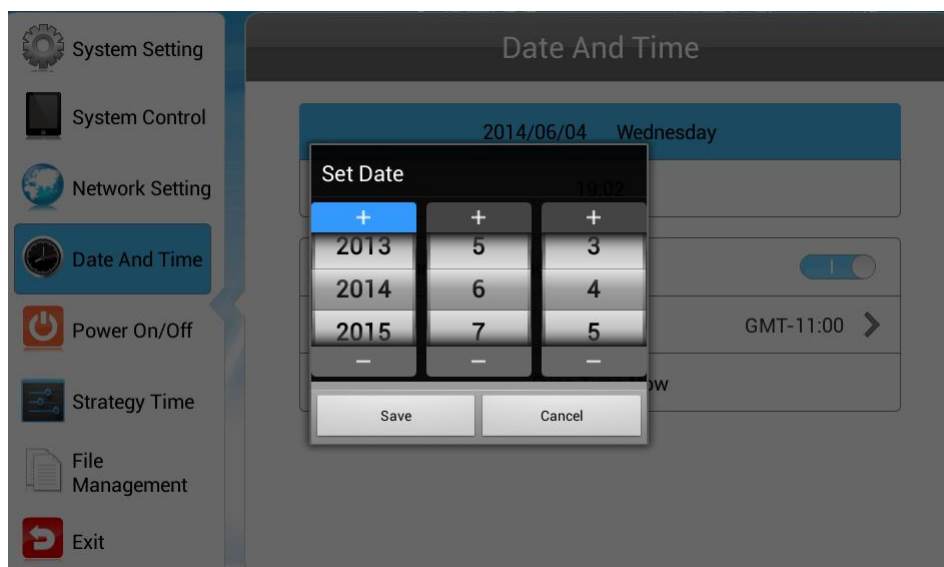 System Setting
System Control
Network Setting
Date And Time
Power On/Off
Strategy Time
File
Management
Exit
Date And Time
2014/06/04 Wednesday
19:02
Set Date
+ + +
2013 5 3
2014 6 4
2015 7 5
— — —
Save Cancel
GMT-11:00